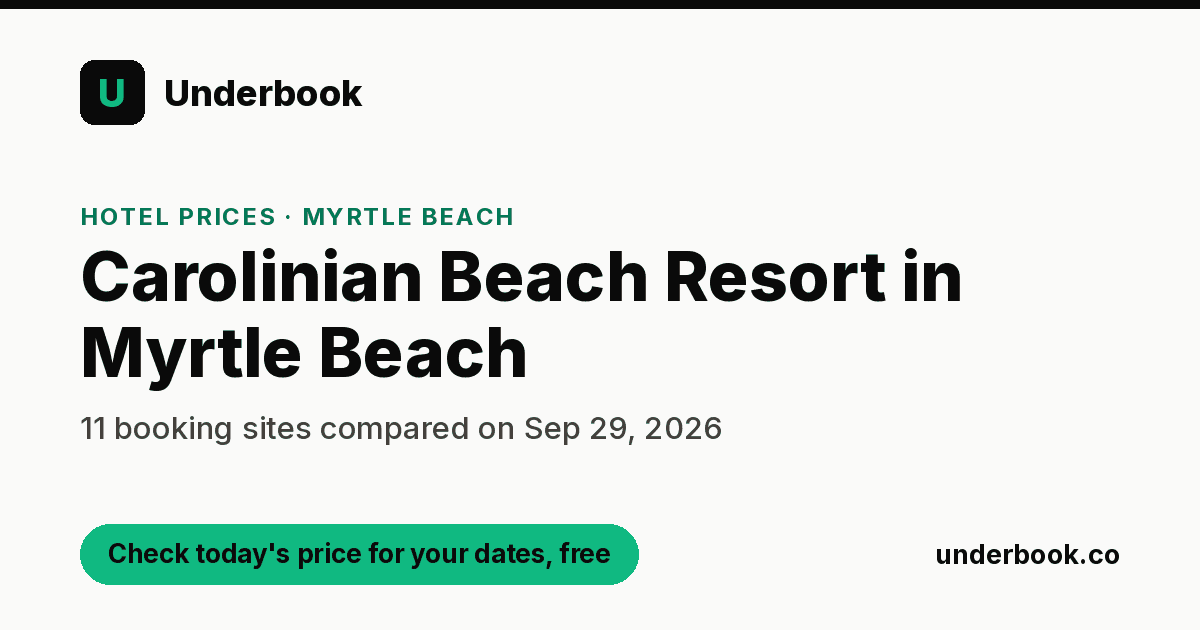 U Underbook
HOTEL PRICES · MYRTLE BEACH
Carolinian Beach Resort in
Myrtle Beach
11 booking sites compared on Sep 29, 2026
Check today's price for your dates, free
underbook.co